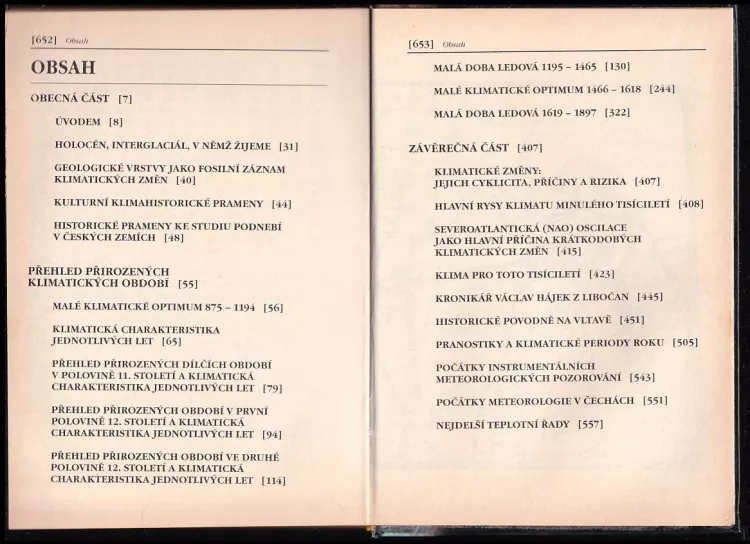 [652] Obsah
OBSAH
OBECNÁ ČÁST [7]
ÚVODEM [8]
HOLOCÉN, INTERGLACIÁL, V NĚMŽ ŽIJEME [31]
GEOLOGICKÉ VRSTVY JAKO FOSILNÍ ZÁZNAM
KLIMATICKÝCH ZMĚN [40]
KULTURNÍ KLIMAHISTORICKÉ PRAMENY [44]
HISTORICKÉ PRAMENY KE STUDIU PODNEBÍ
V ČESKÝCH ZEMÍCH [48]
PŘEHLED PŘIROZENÝCH
KLIMATICKÝCH OBDOBÍ [55]
MALÉ KLIMATICKÉ OPTIMUM 875 – 1194 [56]
KLIMATICKÁ CHARAKTERISTIKA
JEDNOTLIVÝCH LET [65]
PŘEHLED PŘIROZENÝCH DÍLČÍCH OBDOBÍ
V POLOVINĚ 11. STOLETÍ A KLIMATICKÁ
CHARAKTERISTIKA JEDNOTLIVÝCH LET [79]
PŘEHLED PŘIROZENÝCH OBDOBÍ V PRVNÍ
POLOVINĚ 12. STOLETÍ A KLIMATICKÁ
CHARAKTERISTIKA JEDNOTLIVÝCH LET [94]
PŘEHLED PŘIROZENÝCH OBDOBÍ VE DRUHÉ
POLOVINĚ 12. STOLETÍ A KLIMATICKÁ
CHARAKTERISTIKA JEDNOTLIVÝCH LET [114]
[653] Obsah
MALÁ DOBA LEDOVÁ 1195 – 1465 [130]
MALÉ KLIMATICKÉ OPTIMUM 1466 – 1618 [244]
MALÁ DOBA LEDOVÁ 1619 – 1897 [322]
ZÁVĚREČNÁ ČÁST [407]
KLIMATICKÉ ZMĚNY:
JEJICH CYKLICITA, PŘÍČINY A RIZIKA [407]
HLAVNÍ RYSY KLIMATU MINULÉHO TISÍCILETÍ [408]
SEVEROATLANTICKÁ (NAO) OSCILACE
JAKO HLAVNÍ PŘÍČINA KRÁTKODOBÝCH
KLIMATICKÝCH ZMĚN [415]
KLIMA PRO TOTO TISÍCILETÍ [423]
KRONIKÁŘ VÁCLAV HÁJEK Z LIBOČAN [445]
HISTORICKÉ POVODNĚ NA VLTAVĚ [451]
PRANOSTIKY A KLIMATICKÉ PERIODY ROKU [505]
POČÁTKY INSTRUMENTÁLNÍCH
METEOROLOGICKÝCH POZOROVÁNÍ [543]
POČÁTKY METEOROLOGIE V ČECHÁCH [551]
NEJDELŠÍ TEPLOTNÍ ŘADY [557]